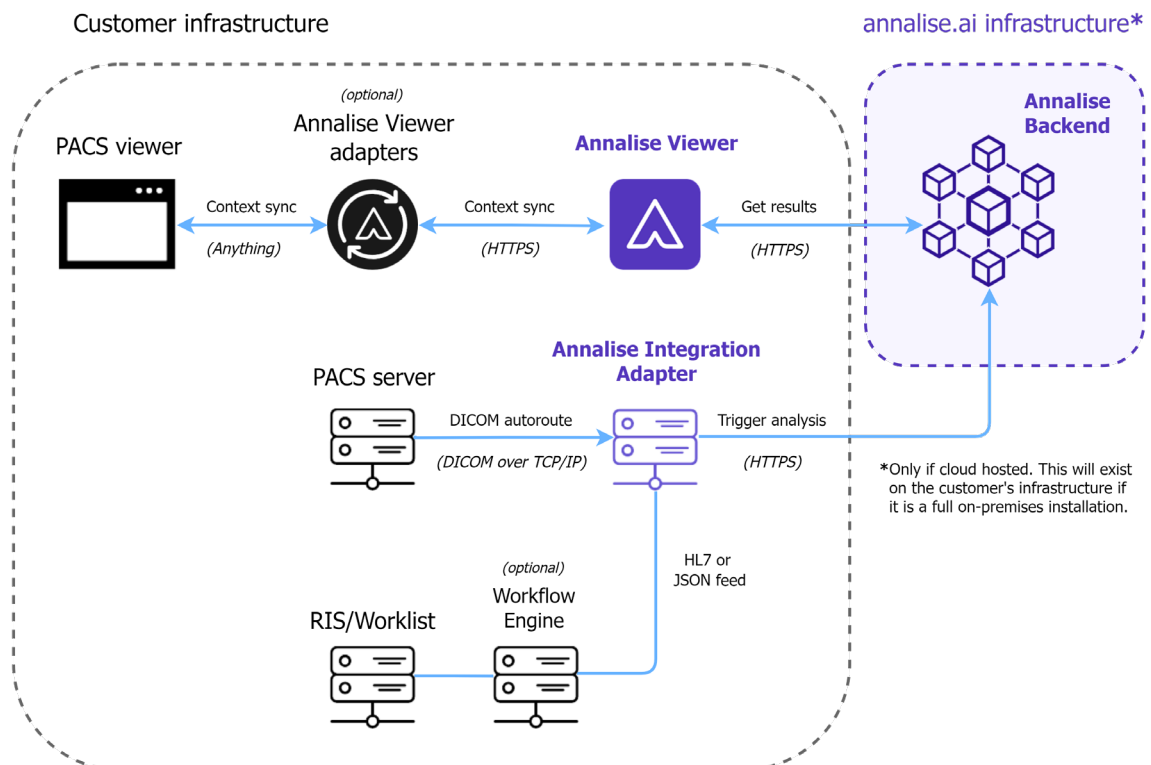 Customer infrastructure
annalise.ai infrastructure*
(optional)
Annalise Viewer
adapters
PACS viewer
Annalise Viewer
Annalise
Backend
Context sync
(Anything)
Context sync
(HTTPS)
Get results
(HTTPS)
PACS server
Annalise Integration
Adapter
DICOM autoroute
(DICOM over TCP/IP)
Trigger analysis
(HTTPS)
*Only if cloud hosted. This will exist
on the customer's infrastructure if
it is a full on-premises installation.
HL7 or
JSON feed
(optional)
Workflow
Engine
RIS/Worklist